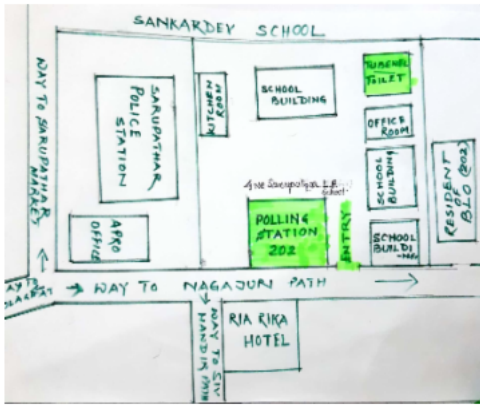 SANKARDEV SCHOOL
WAY TO SARUPATHAR
MARKET
SARUPATHAR
POLICE
STATION
KITCHEN
ROOM
SCHOOL
BUILDING
TOILET
OFFICE
ROOM
SCHOOL
BUILDING
RESIDENT
OF
BLO (202)
POLLING
STATION
202
ENTRY
SCHOOL
BUILDI
-NG
APRO
OFFICE
WAY TO NAGAJURI PATH
WAY TO SIV
MANDIR PATH
RIA RIKA
HOTEL